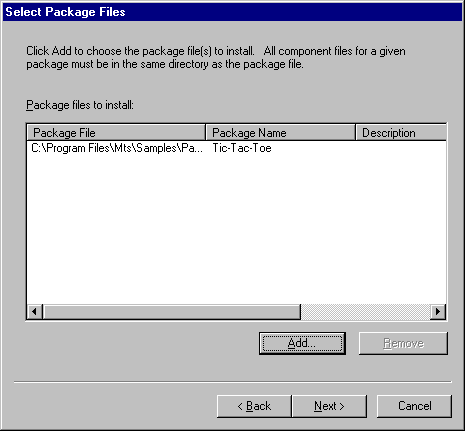 Select Package Files
Click Add to choose the package file(s) to install. All component files for a given
package must be in the same directory as the package file.
Package files to install:
Package File Package Name Description
C:\Program Files\Mts\Samples\Pa... Tic-Tac-Toe
Add... Remove
< Back Next > Cancel